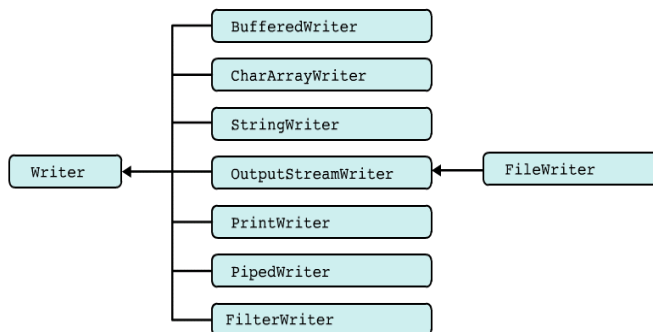 BufferedWriter
CharArrayWriter
StringWriter
Writer
OutputStreamWriter
FileWriter
PrintWriter
PipedWriter
FilterWriter